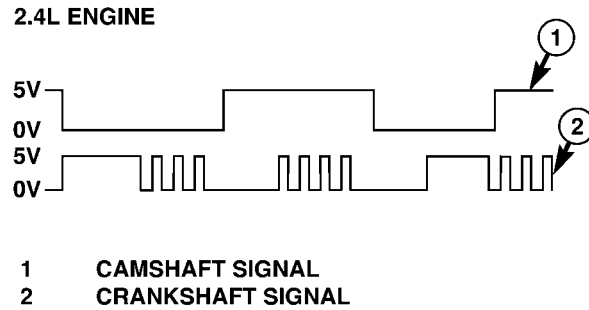 2.4L ENGINE
1
5V
0V
2
5V
0V
1 CAMSHAFT SIGNAL
2 CRANKSHAFT SIGNAL